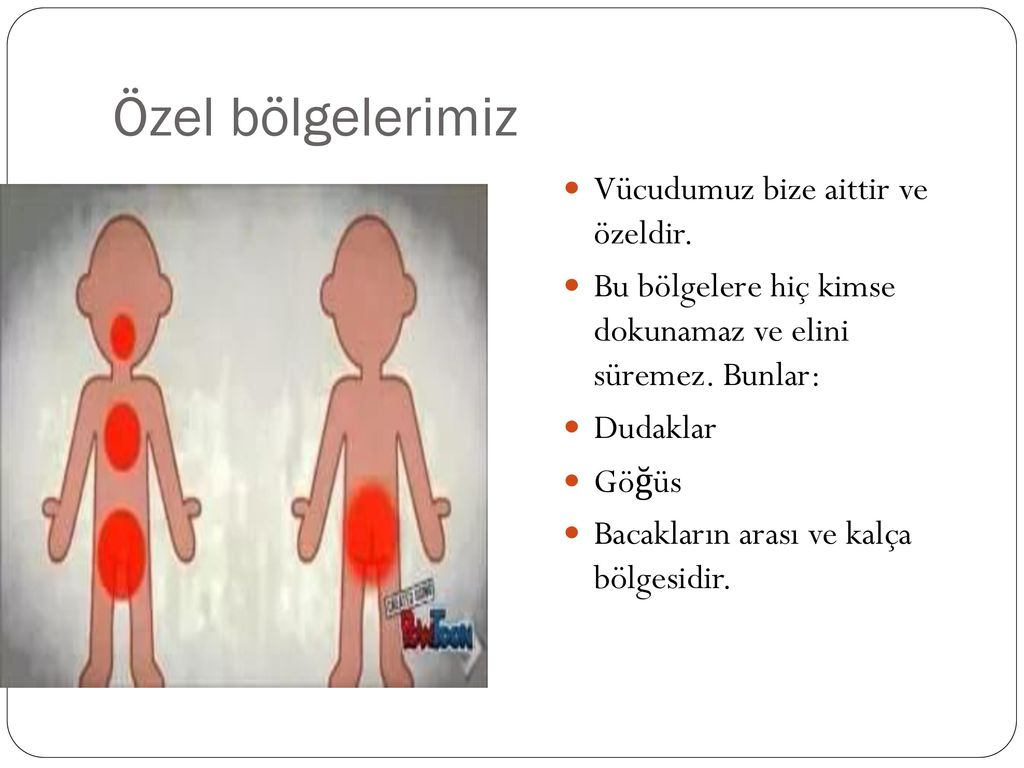 Özel bölgelerimiz
Vücudumuz bize aittir ve
özeldir.
Bu bölgelere hiç kimse
dokunamaz ve elini
süremez. Bunlar:
Dudaklar
Göğüs
Bacakların arası ve kalça
bölgesidir.
PowToon